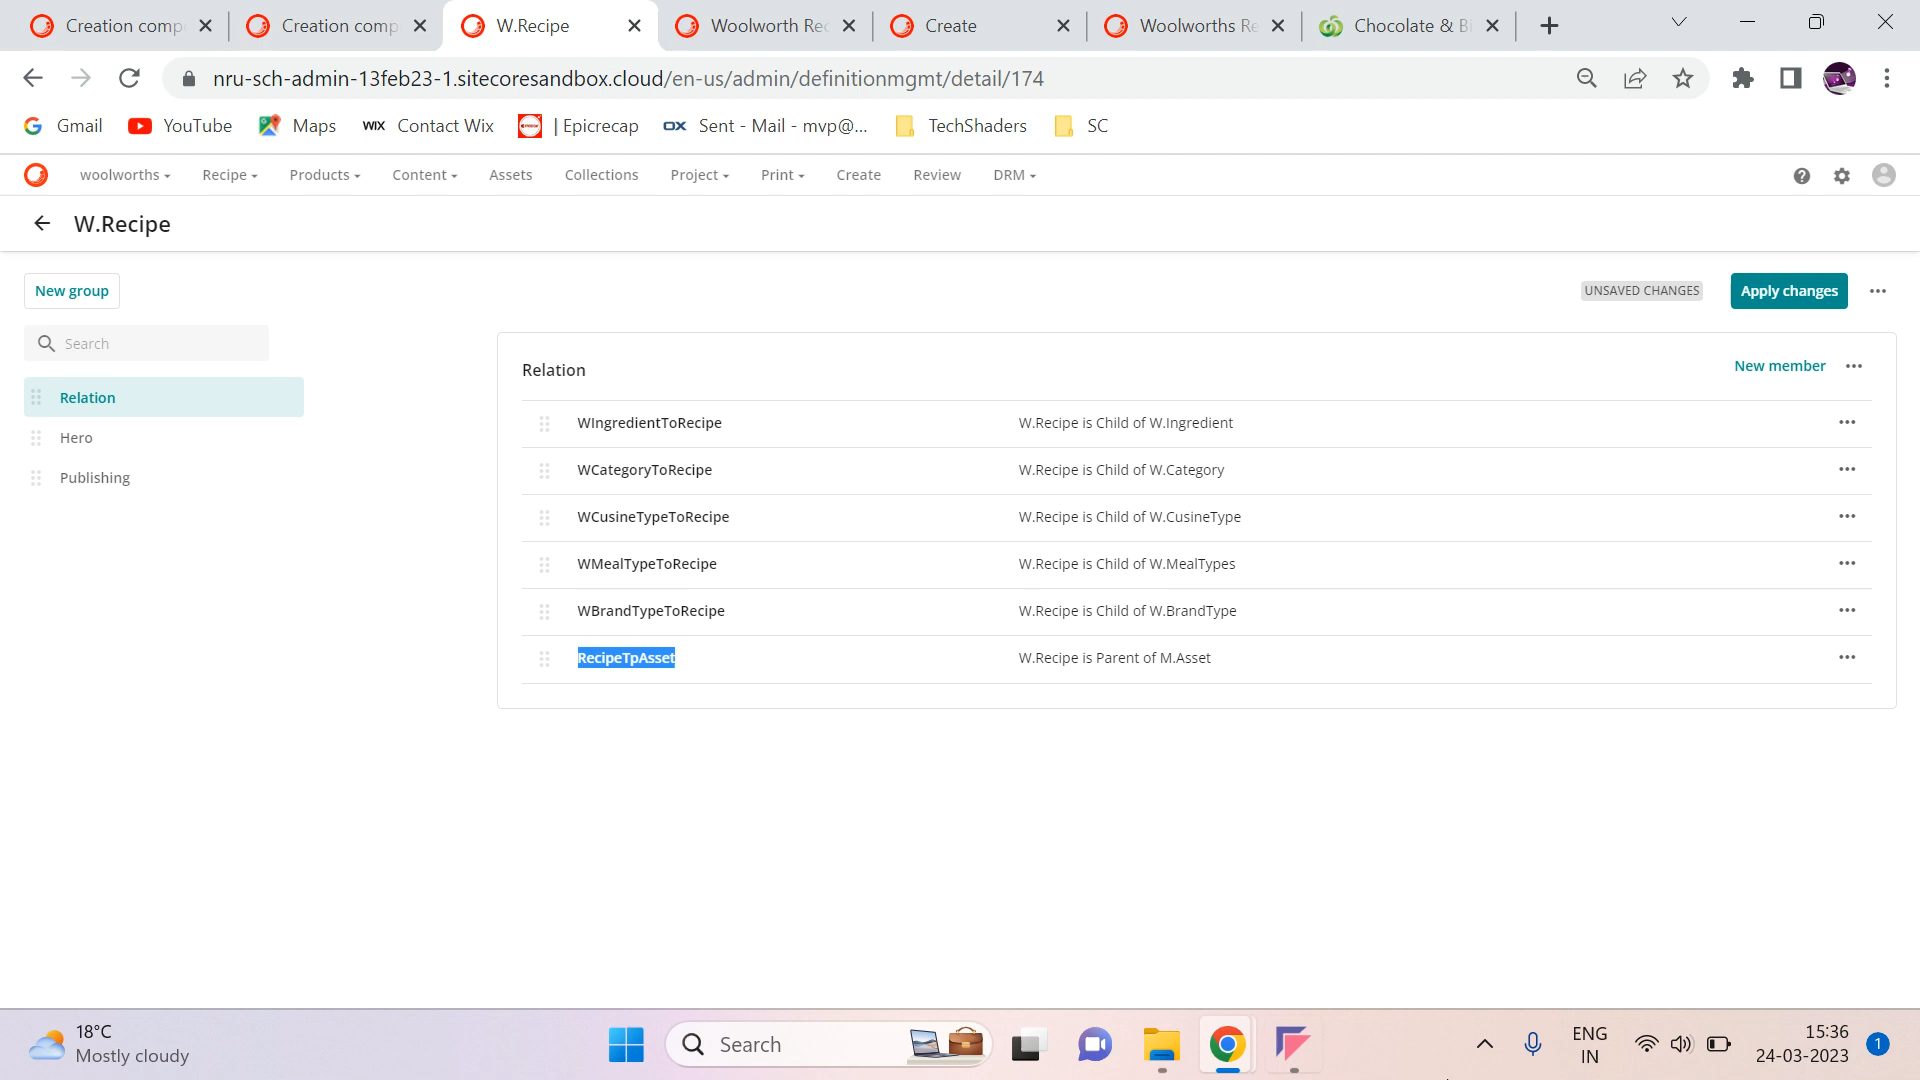 Creation comp
Creation comp
W.Recipe
Woolworth Rec
Create
Woolworths Re
Chocolate & Bi
nru-sch-admin-13feb23-1.sitecoresandbox.cloud/en-us/admin/definitionmgmt/detail/174
Gmail
YouTube
Maps
WIX Contact Wix
| Epicrecap
OX Sent - Mail - mvp@...
TechShaders
SC
woolworths
Recipe
Products
Content
Assets
Collections
Project
Print
Create
Review
DRM
W.Recipe
New group
UNSAVED CHANGES
Apply changes
Search
Relation
Hero
Publishing
Relation
New member
WIngredientToRecipe W.Recipe is Child of W.Ingredient
WCategoryToRecipe W.Recipe is Child of W.Category
WCusineTypeToRecipe W.Recipe is Child of W.CusineType
WMealTypeToRecipe W.Recipe is Child of W.MealTypes
WBrandTypeToRecipe W.Recipe is Child of W.BrandType
RecipeTpAsset W.Recipe is Parent of M.Asset
18°C
Mostly cloudy
Search
ENG
IN
15:36
24-03-2023
1